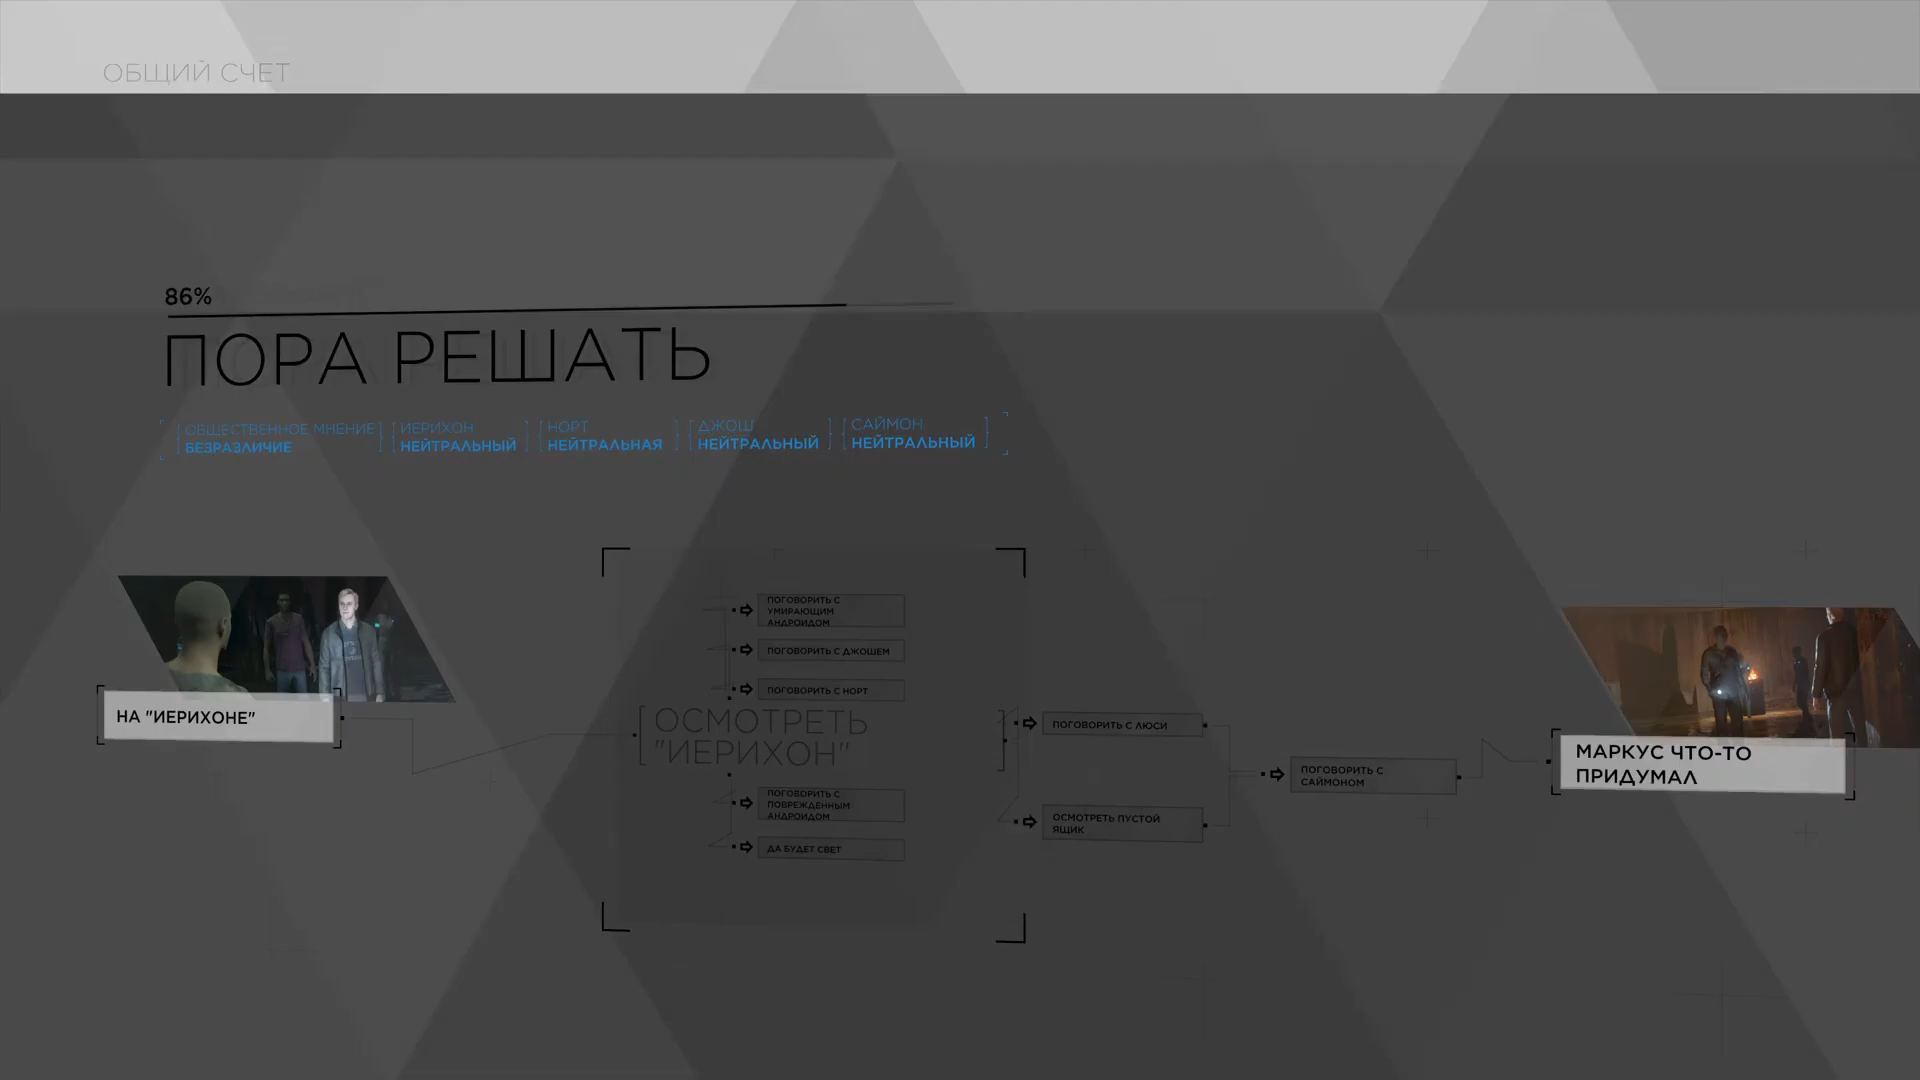 ОБЩИЙ СЧЕТ
86%
ПОРА РЕШАТЬ
ОБЩЕСТВЕННОЕ МНЕНИЕ
БЕЗРАЗЛИЧИЕ
ИЕРИХОН
НЕЙТРАЛЬНЫЙ
НОРТ
НЕЙТРАЛЬНАЯ
ДЖОШ
НЕЙТРАЛЬНЫЙ
САЙМОН
НЕЙТРАЛЬНЫЙ
НА "ИЕРИХОНЕ"
ПОГОВОРИТЬ С
УМИРАЮЩИМ
АНДРОИДОМ
ПОГОВОРИТЬ С ДЖОШЕМ
ПОГОВОРИТЬ С НОРТ
ОСМОТРЕТЬ
"ИЕРИХОН"
ПОГОВОРИТЬ С
ПОВРЕЖДЕННЫМ
АНДРОИДОМ
ДА БУДЕТ СВЕТ
ПОГОВОРИТЬ С ЛЮСИ
ОСМОТРЕТЬ ПУСТОЙ
ЯЩИК
ПОГОВОРИТЬ С
САЙМОНОМ
МАРКУС ЧТО-ТО
ПРИДУМАЛ